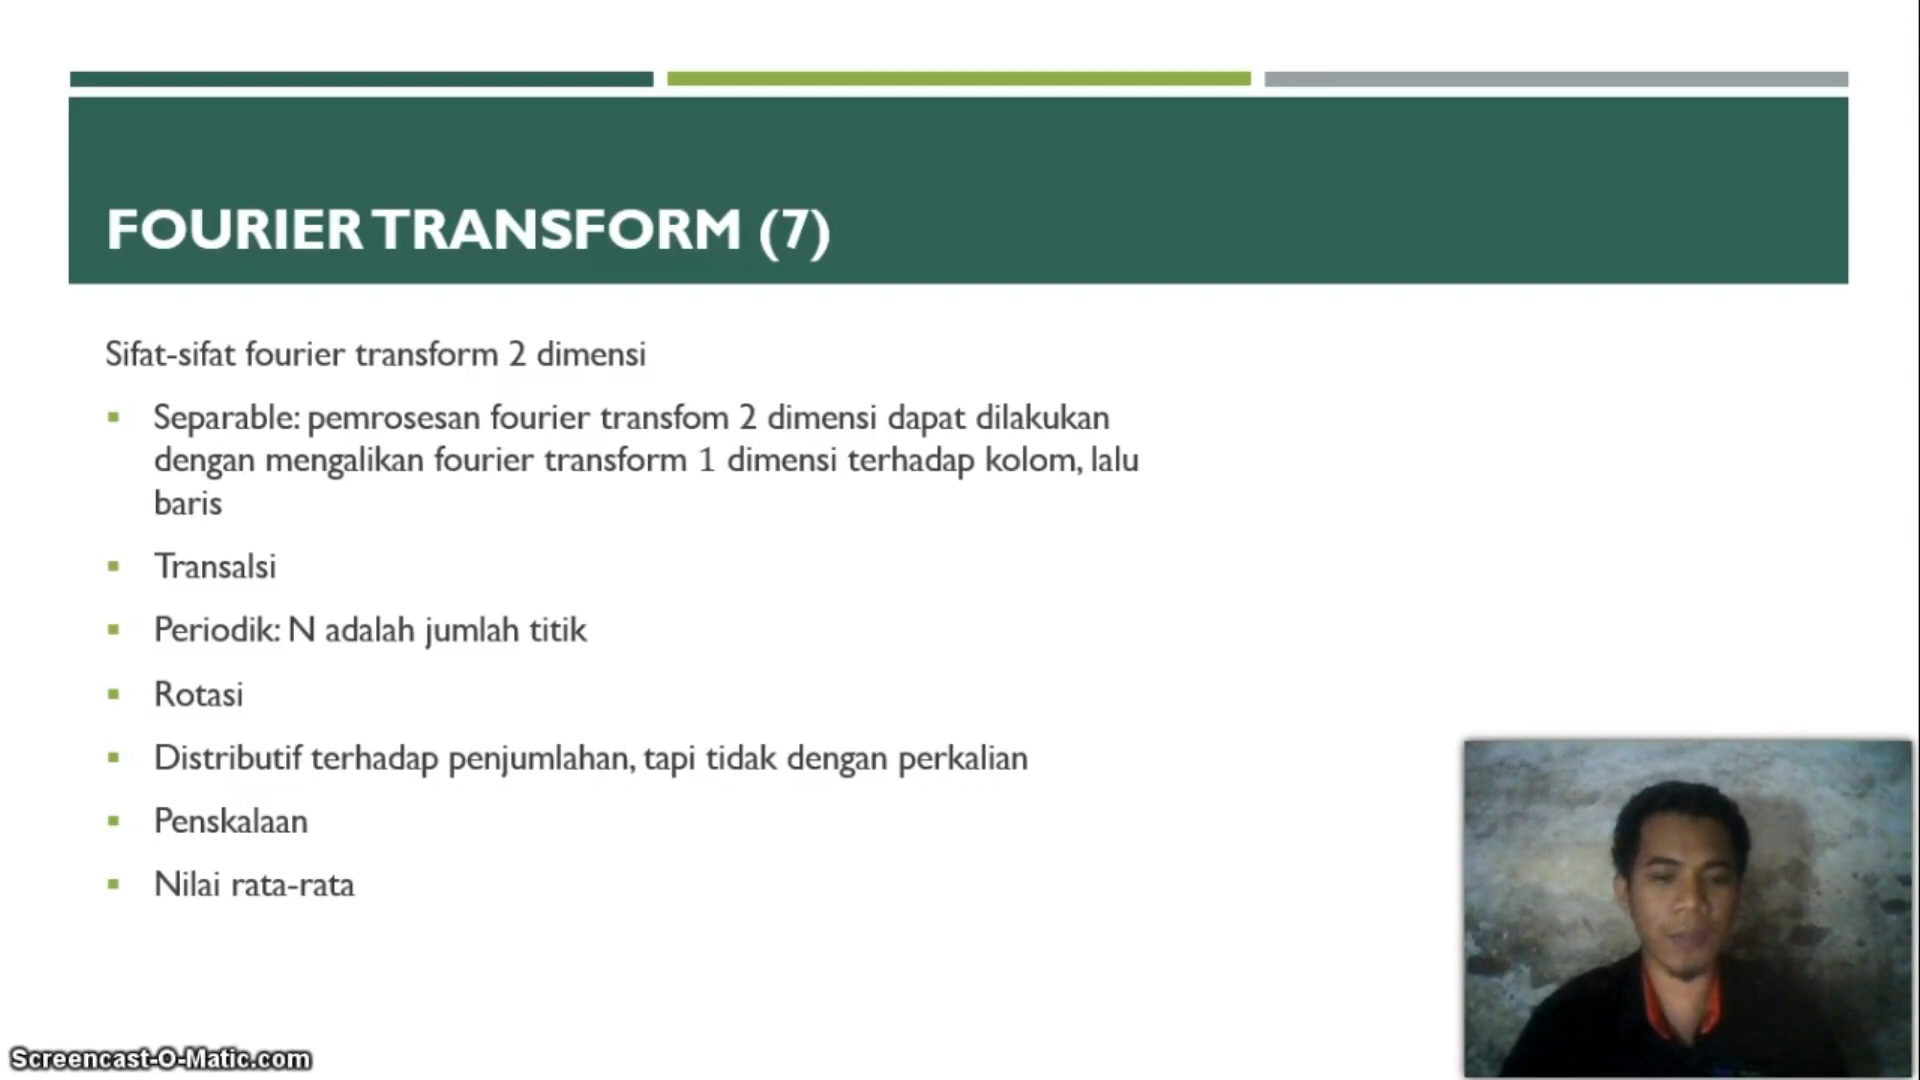 FOURIER TRANSFORM (7)
Sifat-sifat fourier transform 2 dimensi
Separable: pemrosesan fourier transfom 2 dimensi dapat dilakukan
dengan mengalikan fourier transform 1 dimensi terhadap kolom, lalu
baris
Transalsi
Periodik: N adalah jumlah titik
Rotasi
Distributif terhadap penjumlahan, tapi tidak dengan perkalian
Penskalaan
Nilai rata-rata
Screencast-O-Matic.com